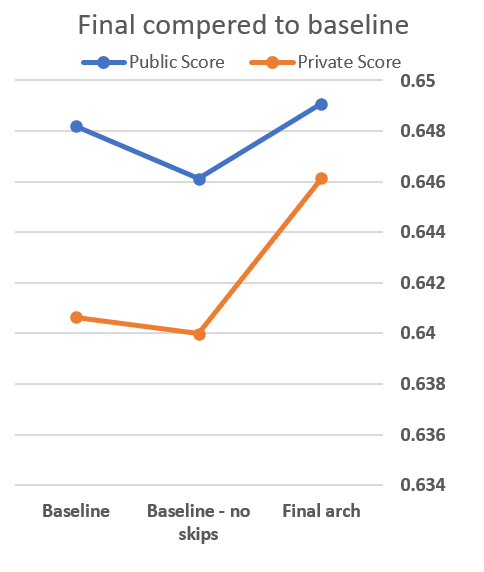 Final compered to baseline
Public Score
Private Score
0.65
0.648
0.646
0.644
0.642
0.64
0.638
0.636
0.634
Baseline
Baseline - no
skips
Final arch